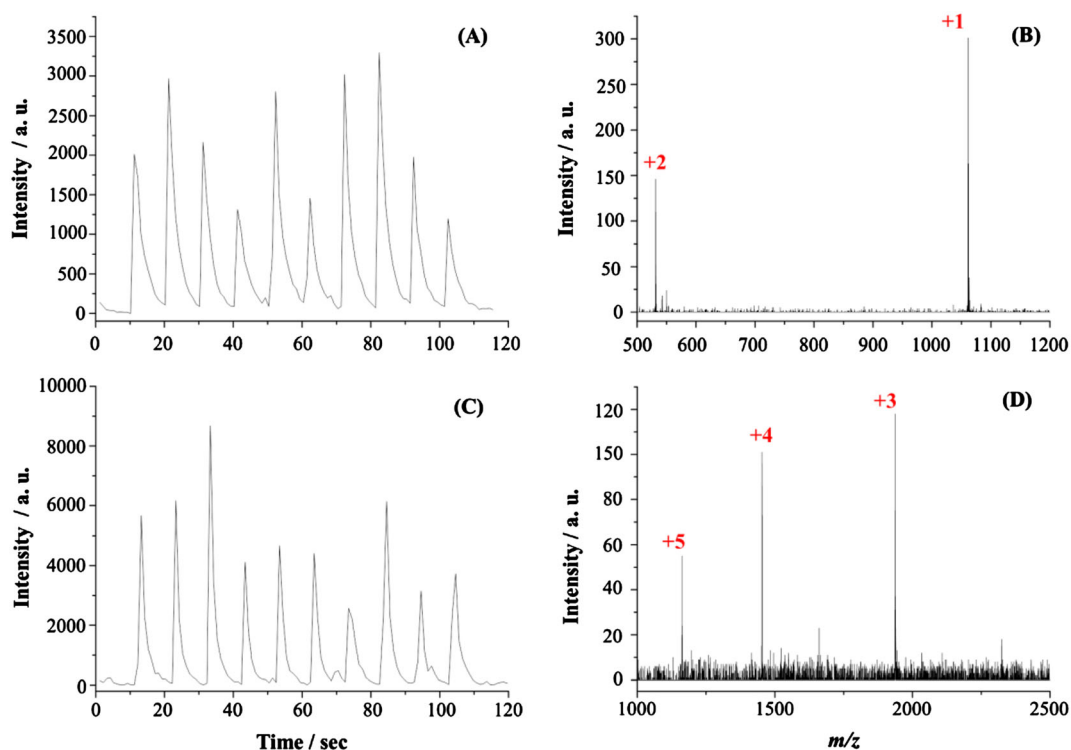 (A)
3500
3000
2500
2000
1500
1000
500
0
Intensity / a. u.
0 20 40 60 80 100 120
(B)
+1
+2
300
250
200
150
100
50
0
Intensity / a. u.
500 600 700 800 900 1000 1100 1200
(C)
10000
8000
6000
4000
2000
0
Intensity / a. u.
0 20 40 60 80 100 120
Time / sec
(D)
+3
+4
+5
120
150
80
60
40
20
0
Intensity / a. u.
1000 1500 2000 2500
m/z